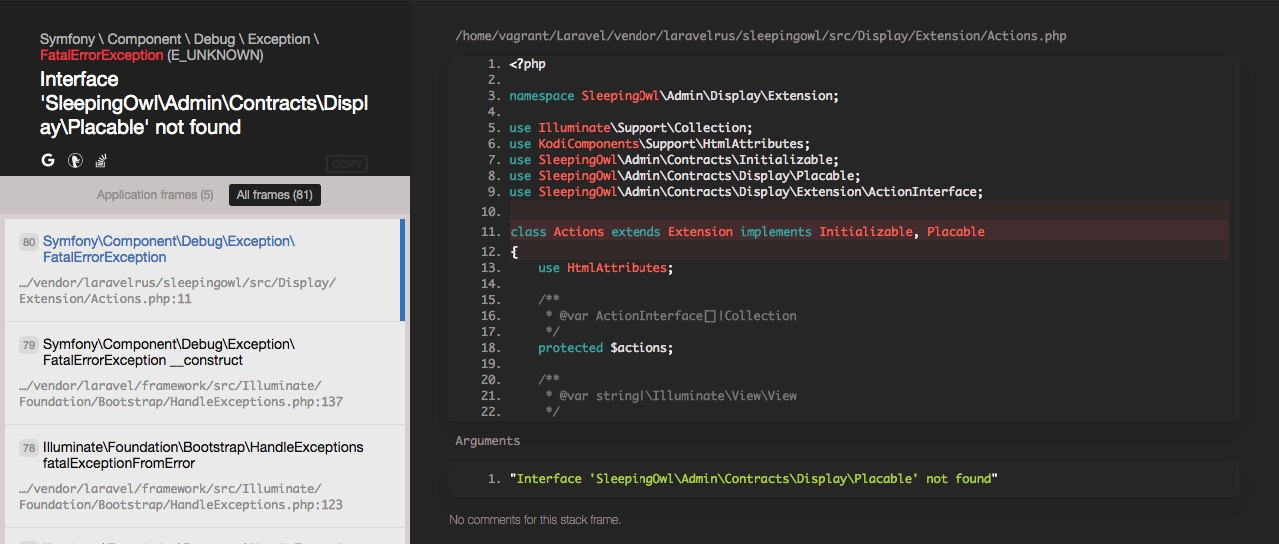 Symfony \ Component \ Debug \ Exception \
FatalErrorException (E_UNKNOWN)
Interface
'SleepingOwl\Admin\Contracts\Displ
ay\Placable' not found
COPY
Application frames (5)
All frames (81)
80 Symfony\Component\Debug\Exception\
FatalErrorException
…/vendor/laravelrus/sleepingowl/src/Display/
Extension/Actions.php:11
79 Symfony\Component\Debug\Exception\
FatalErrorException __construct
…/vendor/laravel/framework/src/Illuminate/
Foundation/Bootstrap/HandleExceptions.php:137
78 Illuminate\Foundation\Bootstrap\HandleExceptions
fatalExceptionFromError
…/vendor/laravel/framework/src/Illuminate/
Foundation/Bootstrap/HandleExceptions.php:123
/home/vagrant/Laravel/vendor/laravelrus/sleepingowl/src/Display/Extension/Actions.php
1. <?php
2.
3. namespace SleepingOwl\Admin\Display\Extension;
4.
5. use Illuminate\Support\Collection;
6. use KodiComponents\Support\HtmlAttributes;
7. use SleepingOwl\Admin\Contracts\Initializable;
8. use SleepingOwl\Admin\Contracts\Display\Placable;
9. use SleepingOwl\Admin\Contracts\Display\Extension\ActionInterface;
10.
11. class Actions extends Extension implements Initializable, Placable
12. {
13.     use HtmlAttributes;
14.
15.     /**
16.      * @var ActionInterface[]|Collection
17.      */
18.     protected $actions;
19.
20.     /**
21.      * @var string|\Illuminate\View\View
22.      */
Arguments
1. "Interface 'SleepingOwl\Admin\Contracts\Display\Placable' not found"
No comments for this stack frame.